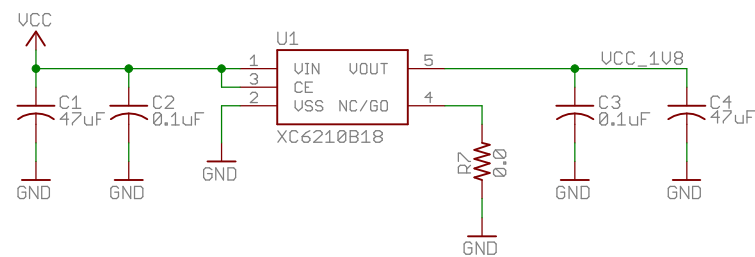 VCC
U1
1
3
2
VIN
CE
VSS
VOUT
NC/GO
5
4
XC6210B18
VCC_1V8
C1
47uF
C2
0.1uF
C3
0.1uF
C4
47uF
R7
0.0
GND
GND
GND
GND
GND
GND